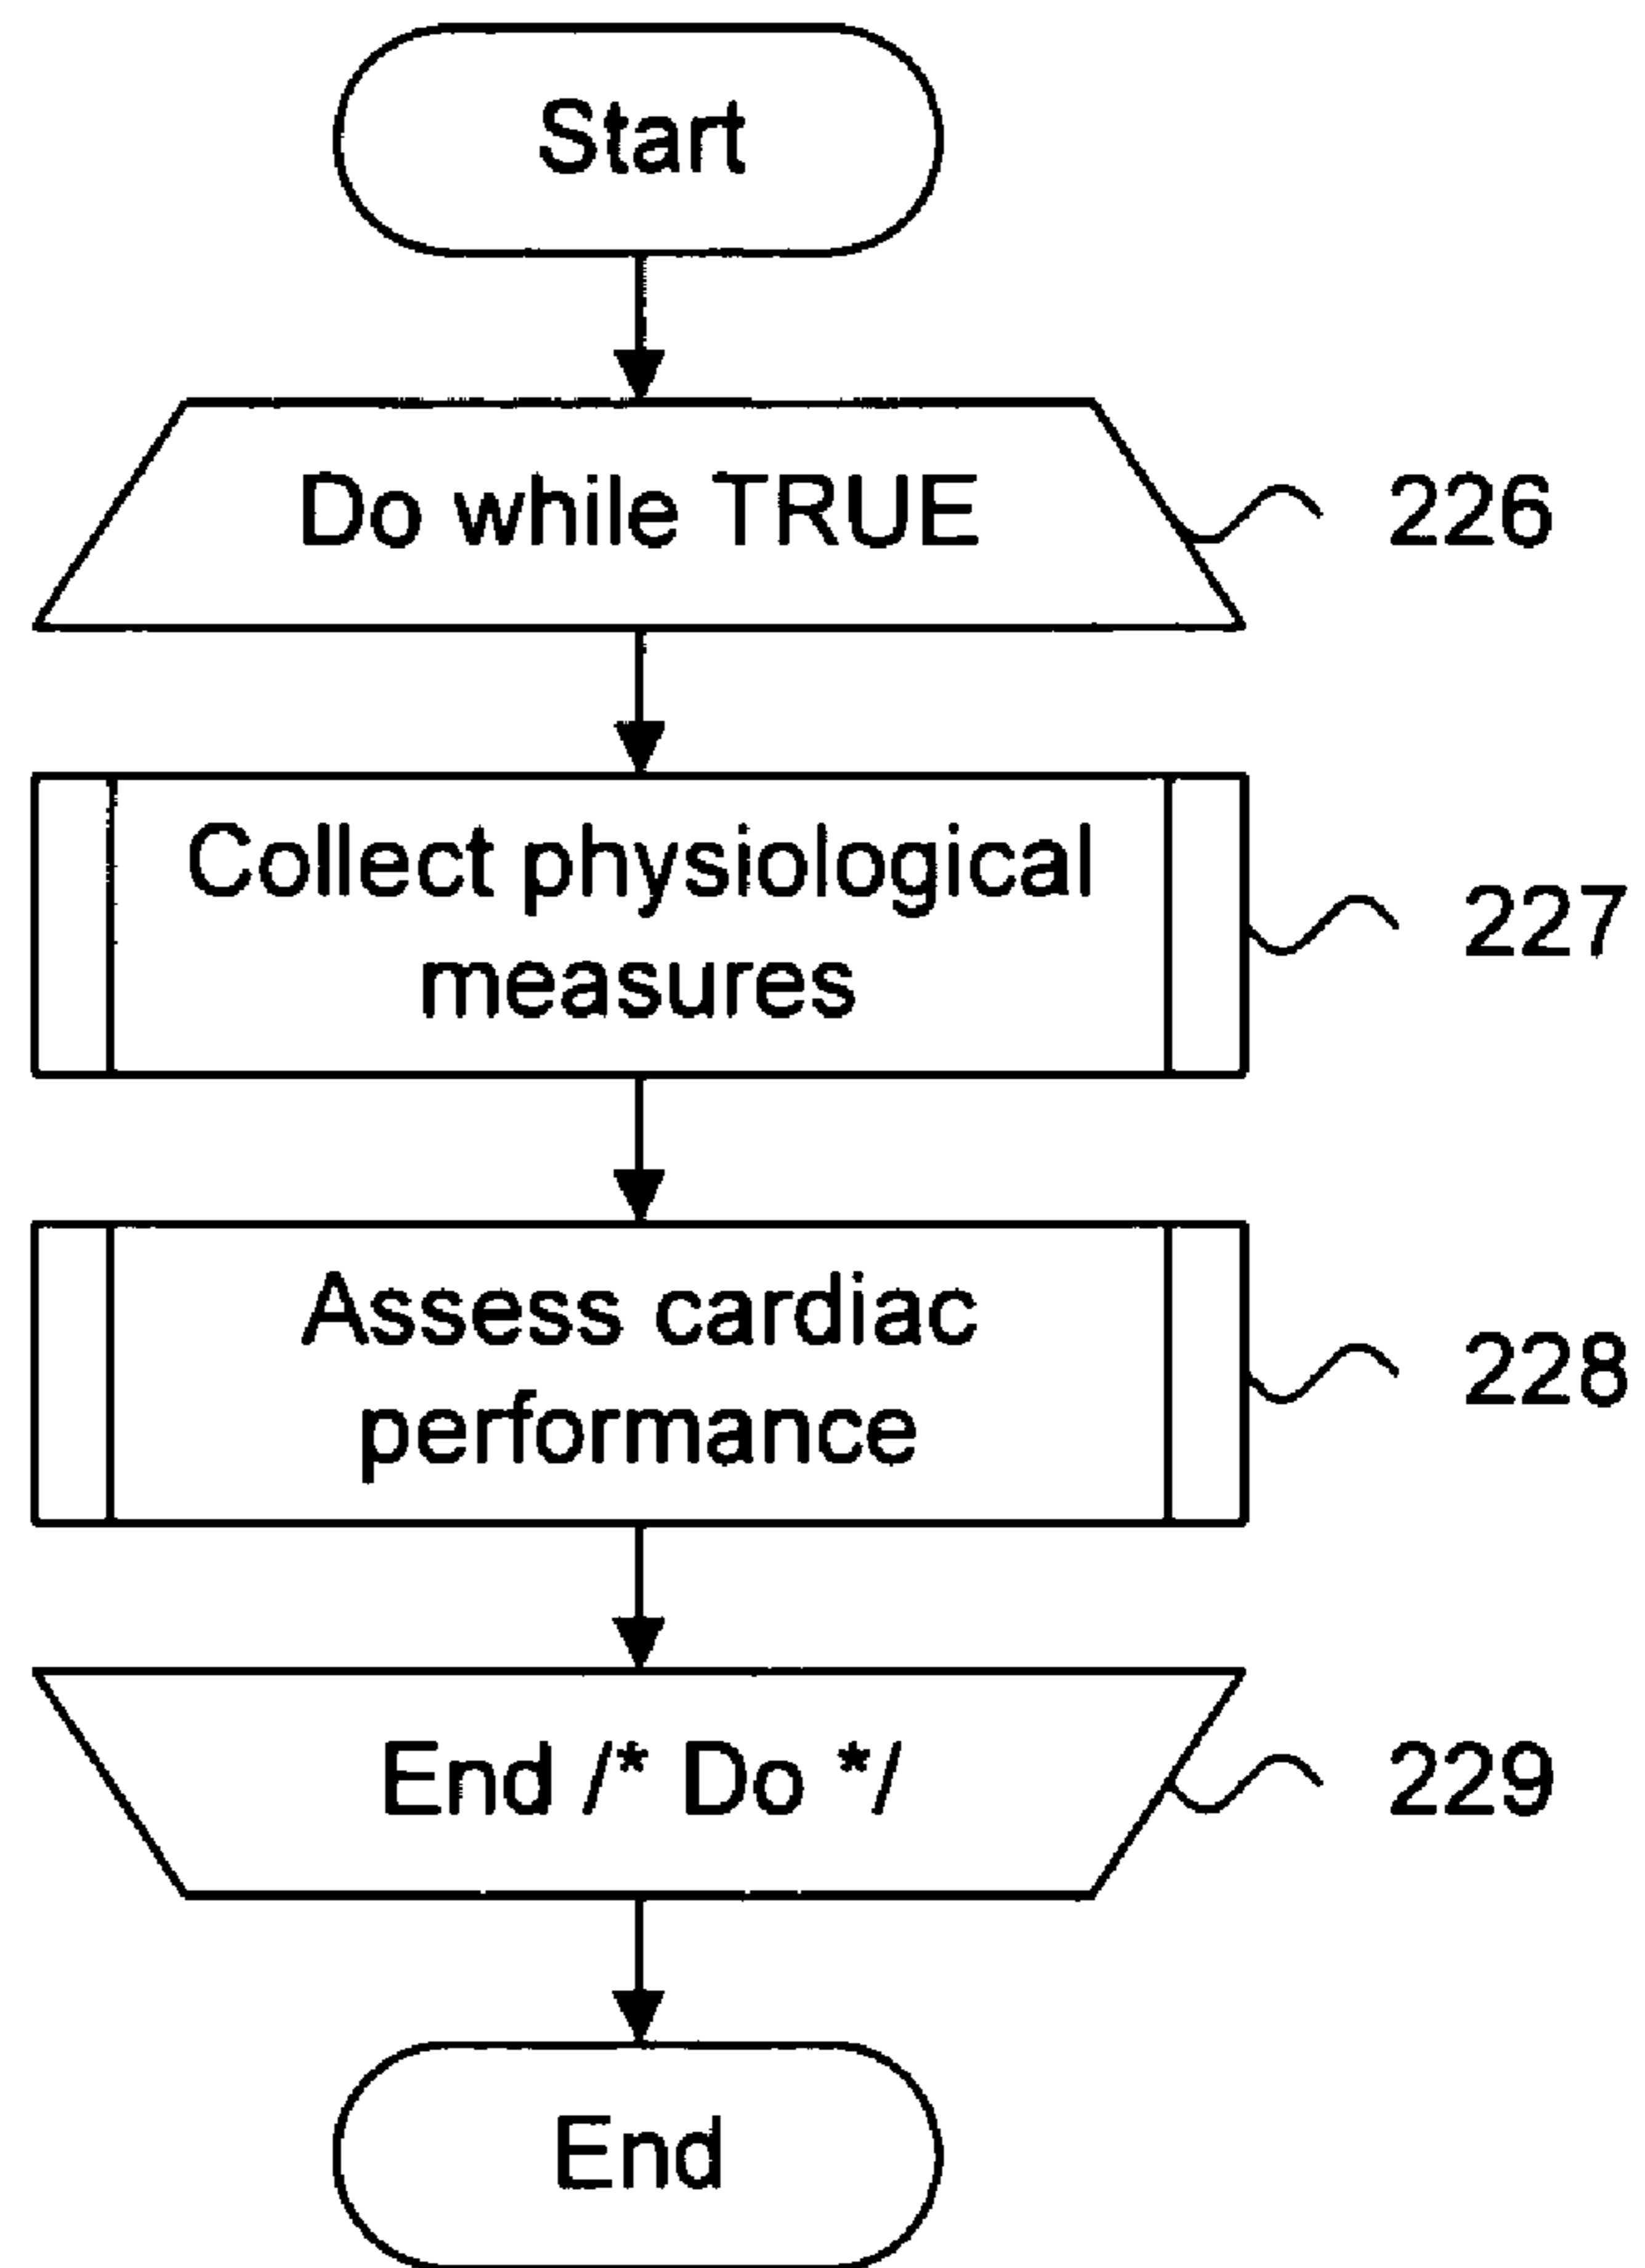 Start
Do while TRUE
226
Collect physiological
measures
227
Assess cardiac
performance
228
End /* Do */
229
End